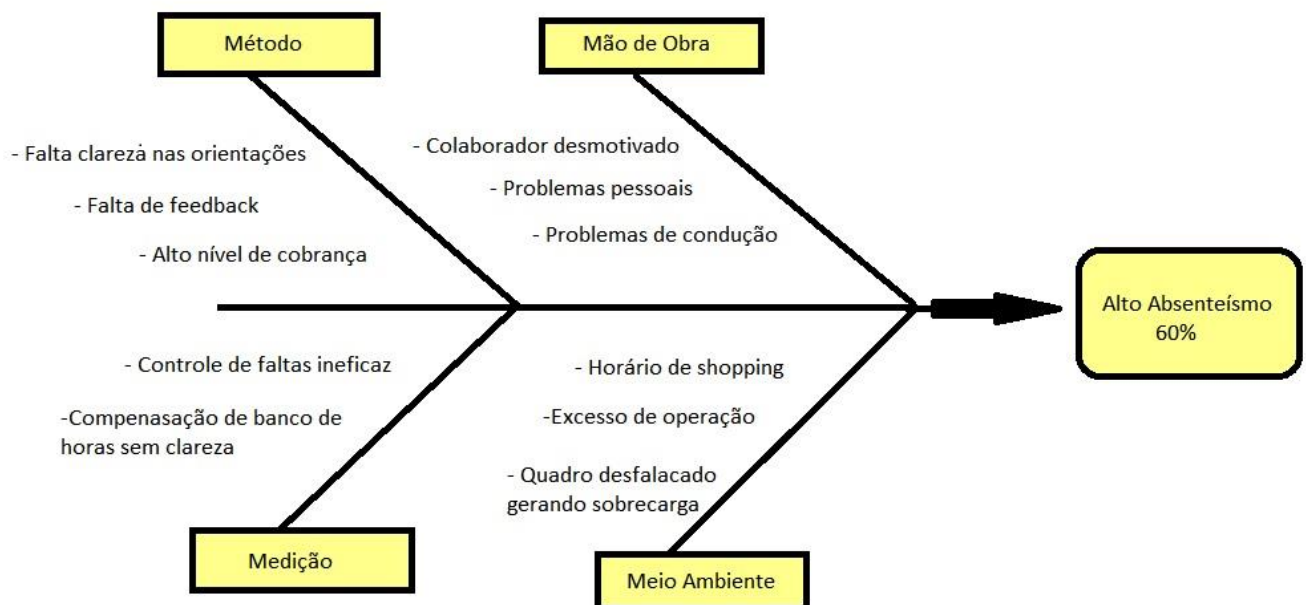 Método
Mão de Obra
- Falta clareza nas orientações
- Falta de feedback
- Alto nível de cobrança
- Colaborador desmotivado
- Problemas pessoais
- Problemas de condução
Alto Absenteísmo
60%
- Controle de faltas ineficaz
-Compenasação de banco de
horas sem clareza
- Horário de shopping
-Excesso de operação
- Quadro desfalacado
gerando sobrecarga
Medição
Meio Ambiente